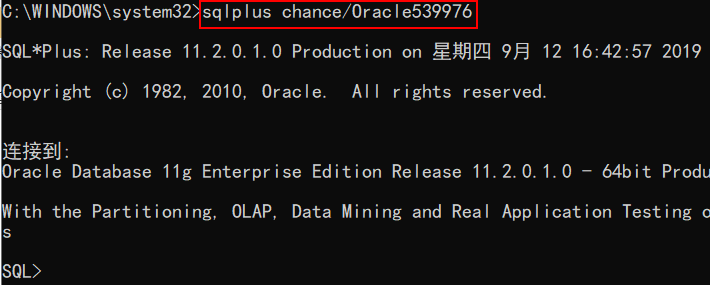 C:\WINDOWS\system32>sqlplus chance/Oracle539976
SQL*Plus: Release 11.2.0.1.0 Production on 星期四 9月 12 16:42:57 2019
Copyright (c) 1982, 2010, Oracle.  All rights reserved.
连接到:
Oracle Database 11g Enterprise Edition Release 11.2.0.1.0 - 64bit Produ
With the Partitioning, OLAP, Data Mining and Real Application Testing o
s
SQL>